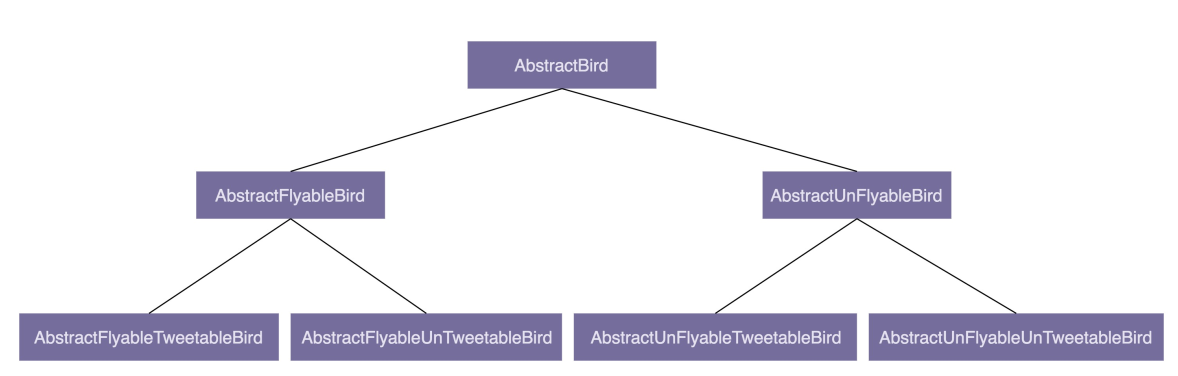 AbstractBird
AbstractFlyableBird
AbstractUnFlyableBird
AbstractFlyableTweetableBird
AbstractFlyableUnTweetableBird
AbstractUnFlyableTweetableBird
AbstractUnFlyableUnTweetableBird